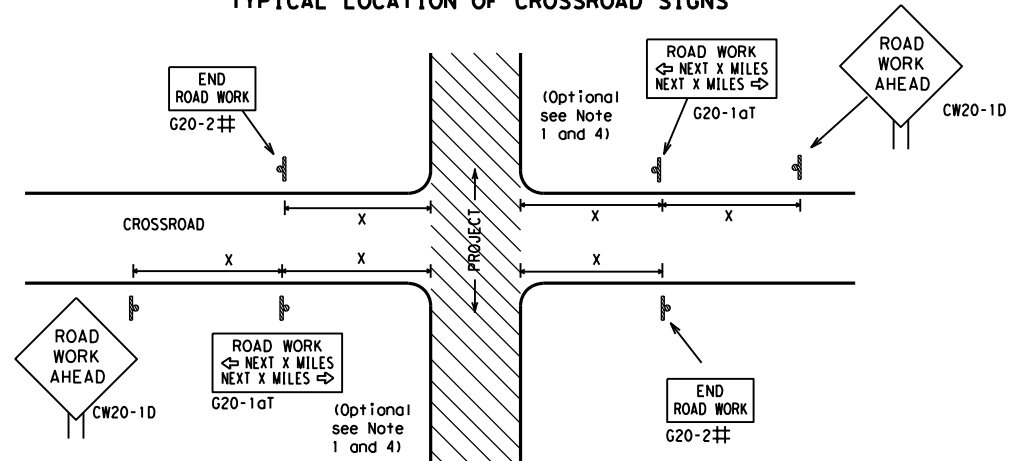 TYPICAL LOCATION OF CROSSROAD SIGNS
END
ROAD WORK
G20-2#
(Optional
see Note
1 and 4)
ROAD WORK
⇦ NEXT X MILES
NEXT X MILES ⇨
G20-1aT
ROAD
WORK
AHEAD
CW20-1D
X
X
X
CROSSROAD
PROJECT
X
X
X
ROAD
WORK
AHEAD
CW20-1D
ROAD WORK
⇦ NEXT X MILES
NEXT X MILES ⇨
G20-1aT
(Optional
see Note
1 and 4)
END
ROAD WORK
G20-2#